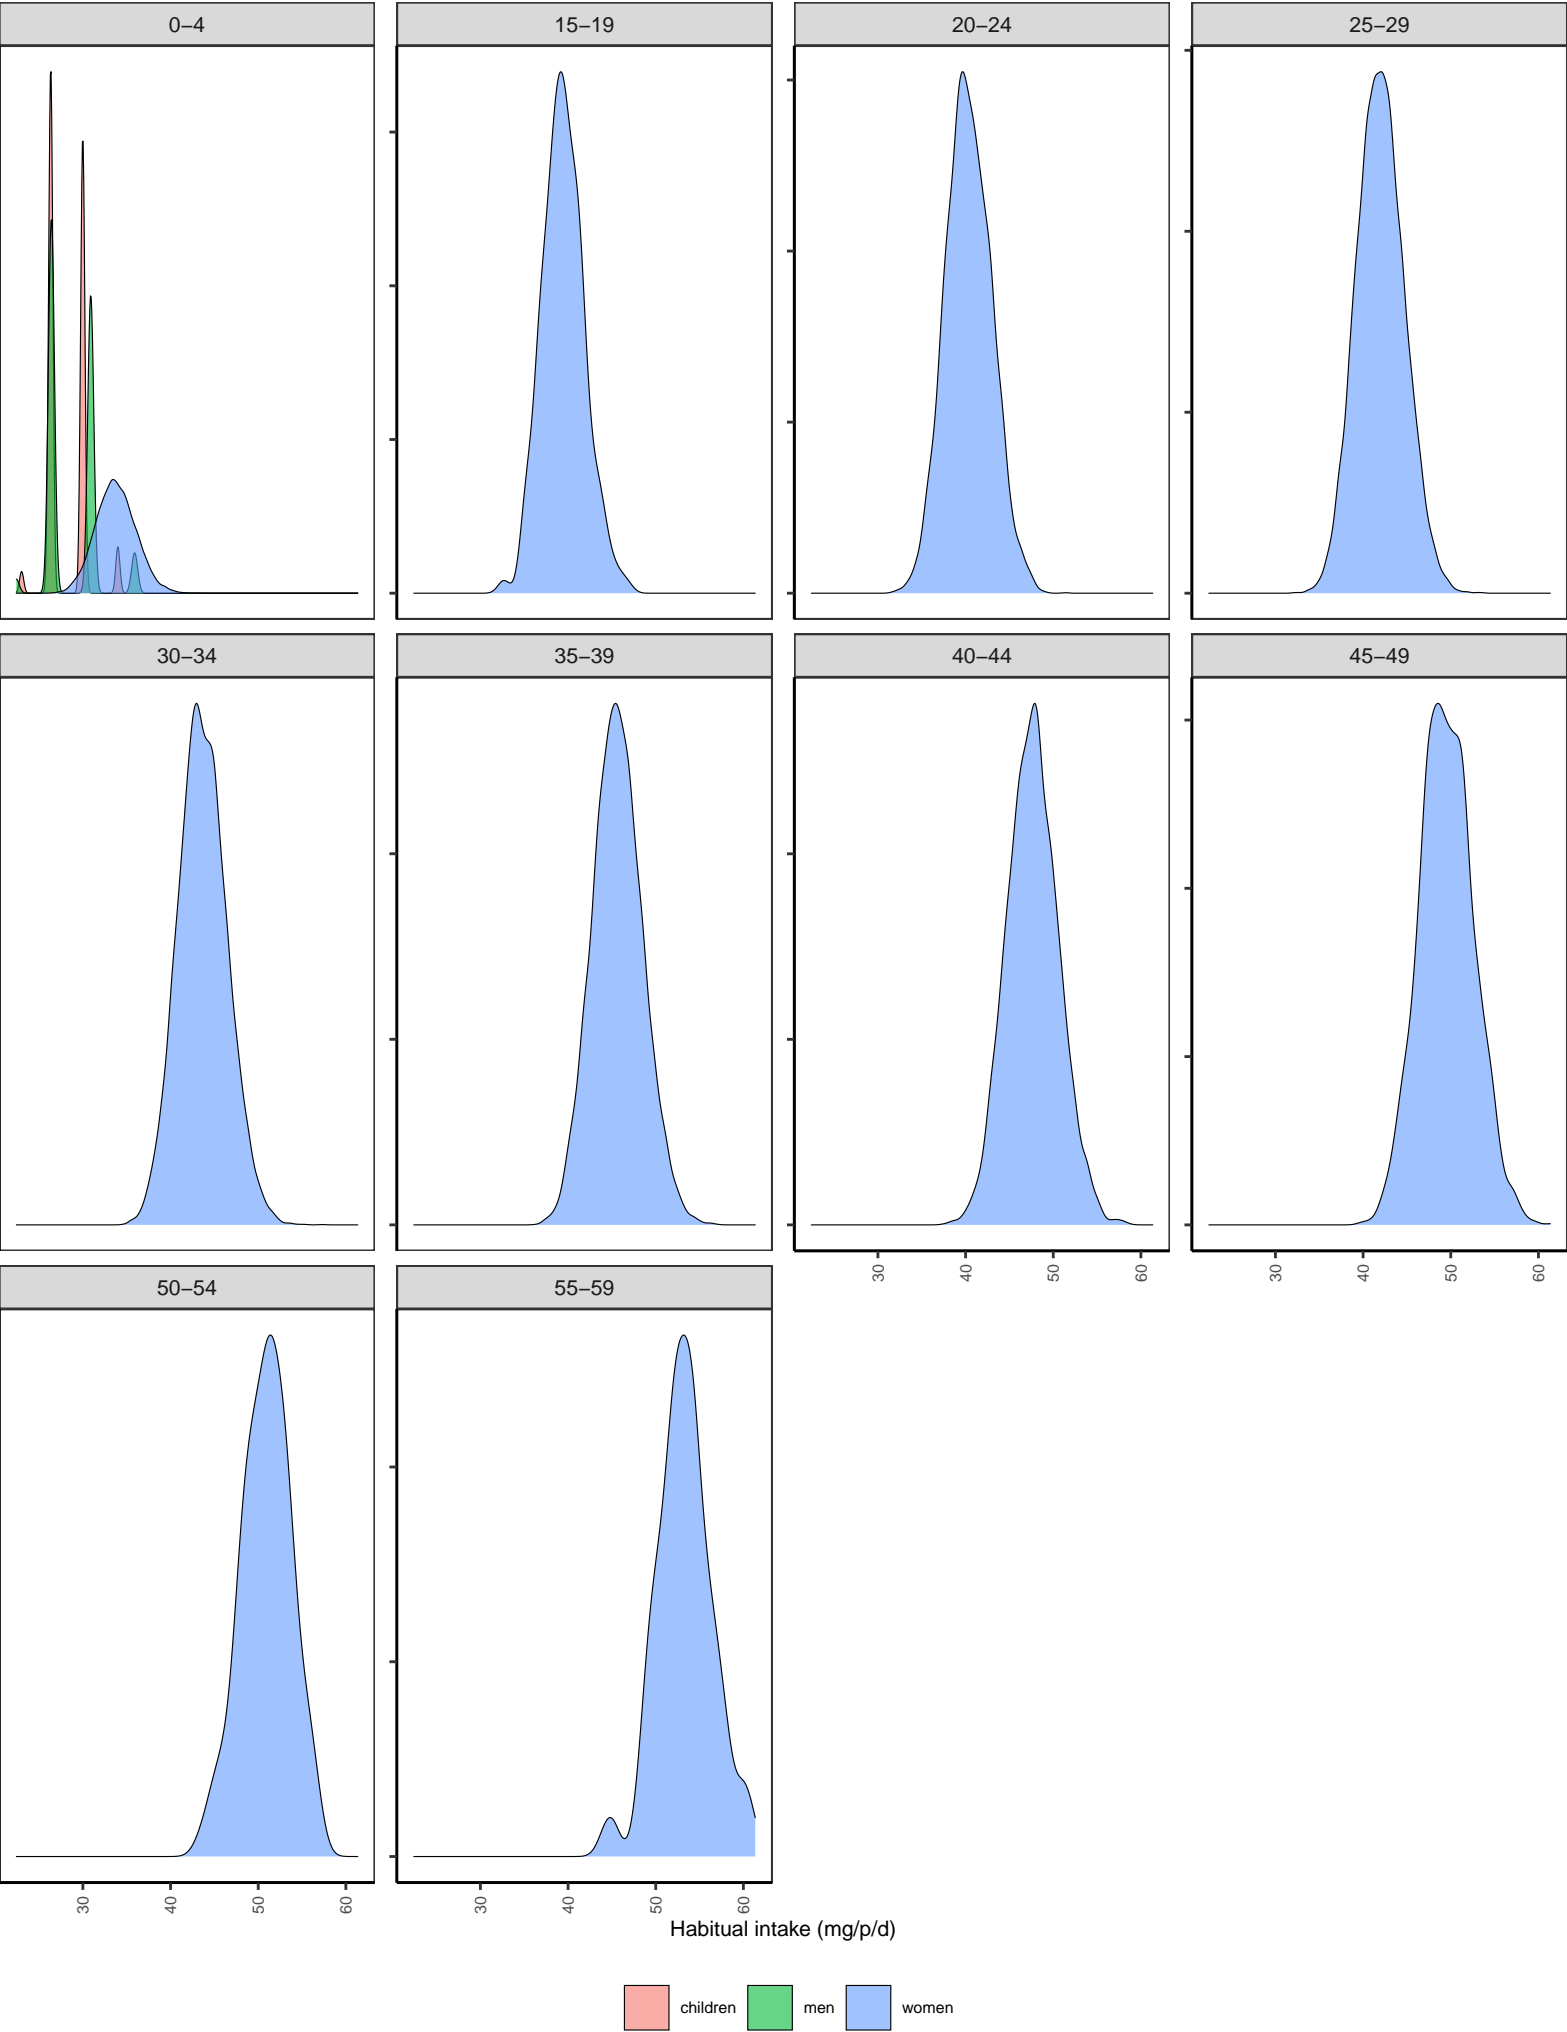 0–4 15–19 20–24 25–29
30–34 35–39 40–44 45–49
30 40 50 60 30 40 50 60
50–54 55–59
30 40 50 60 30 40 50 60
Habitual intake (mg/p/d)
children men women